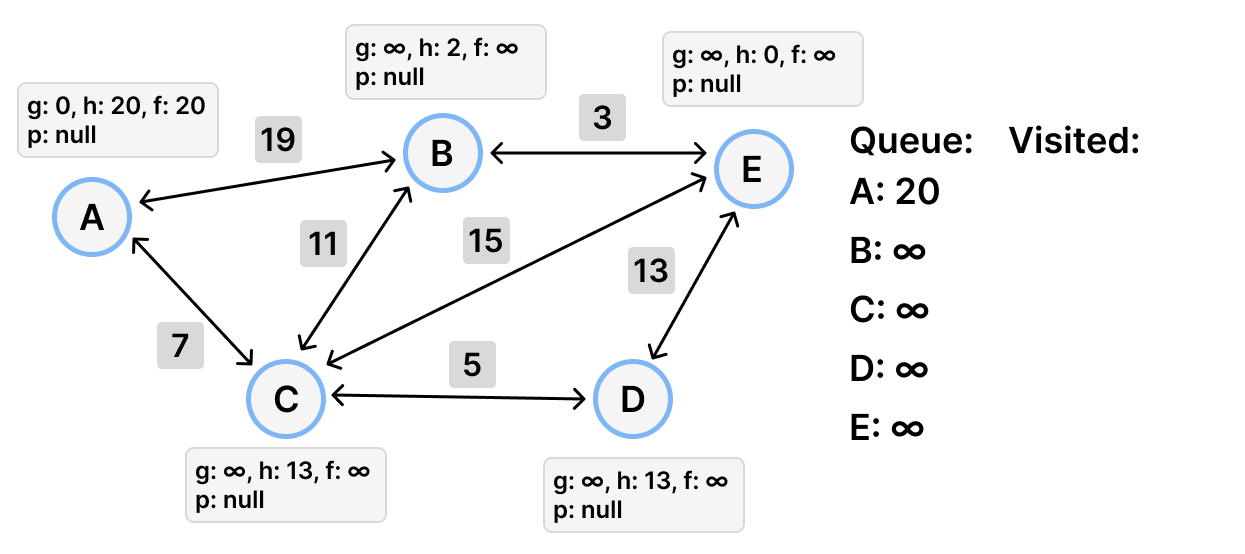 g: ∞, h: 2, f: ∞
p: null
g: ∞, h: 0, f: ∞
p: null
g: 0, h: 20, f: 20
p: null
19
3
B
E
A
11
15
13
7
5
C
D
g: ∞, h: 13, f: ∞
p: null
g: ∞, h: 13, f: ∞
p: null
Queue: Visited:
A: 20
B: ∞
C: ∞
D: ∞
E: ∞